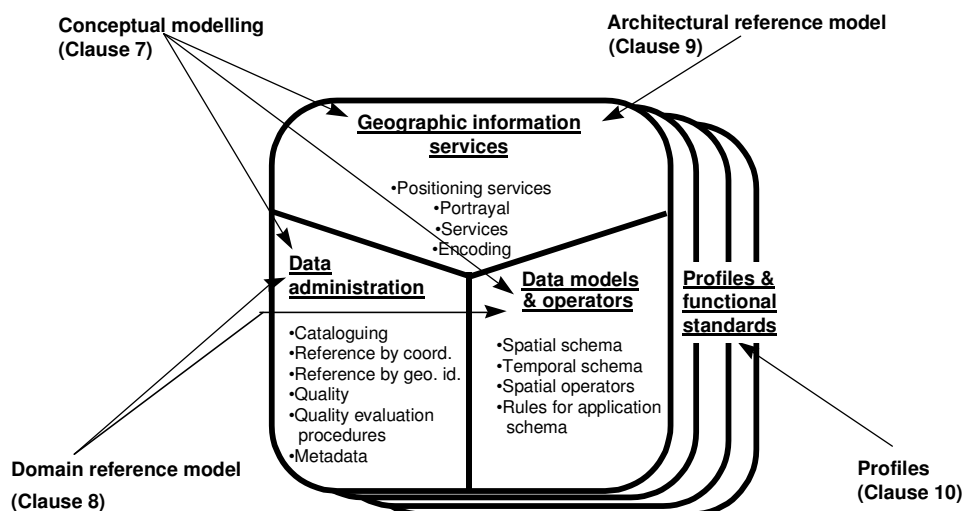 Conceptual modelling
(Clause 7)
Architectural reference model
(Clause 9)
Geographic information
services
•Positioning services
•Portrayal
•Services
•Encoding
Data
administration
•Cataloguing
•Reference by coord.
•Reference by geo. id.
•Quality
•Quality evaluation
procedures
•Metadata
Data models
& operators
•Spatial schema
•Temporal schema
•Spatial operators
•Rules for application
schema
Profiles &
functional
standards
Domain reference model
(Clause 8)
Profiles
(Clause 10)